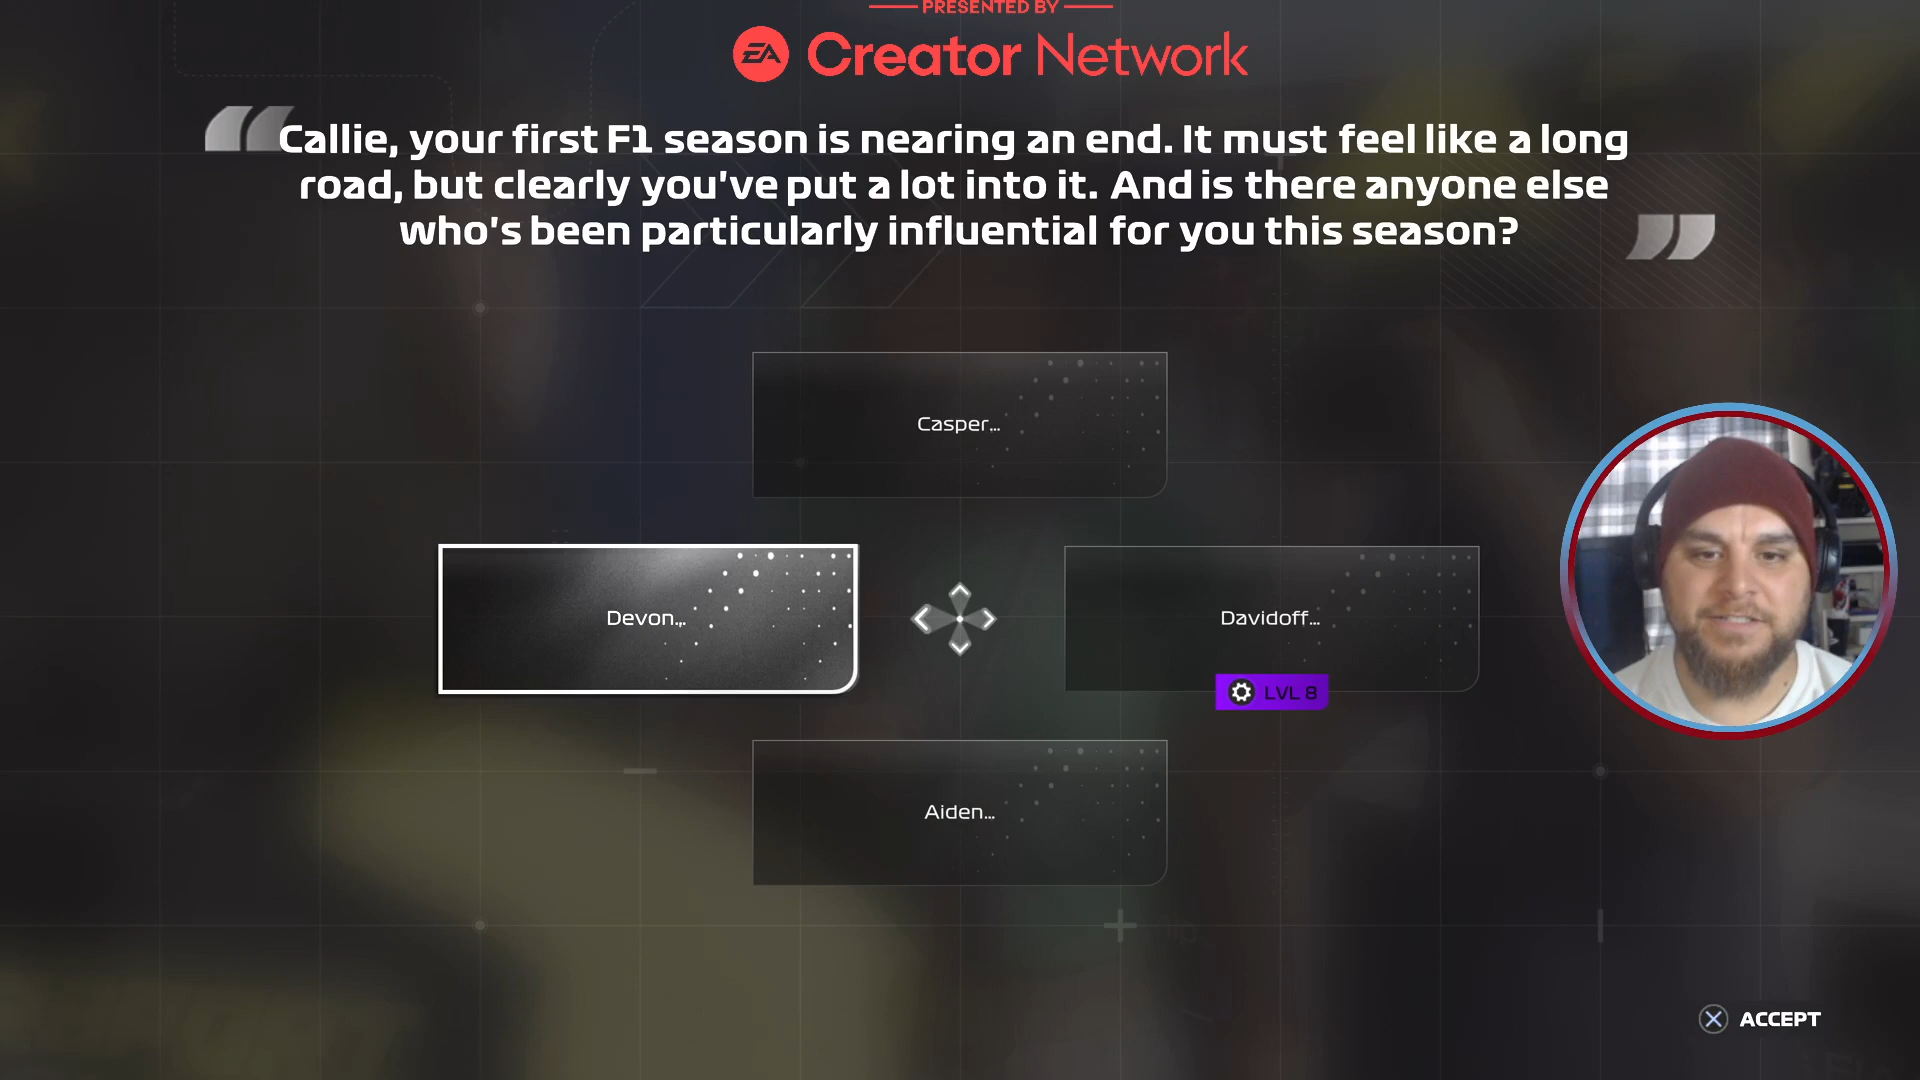 PRESENTED BY
EA Creator Network
Callie, your first F1 season is nearing an end. It must feel like a long
road, but clearly you've put a lot into it. And is there anyone else
who's been particularly influential for you this season?
Casper...
Devon...
Davidoff...
LVL 8
Aiden...
ACCEPT